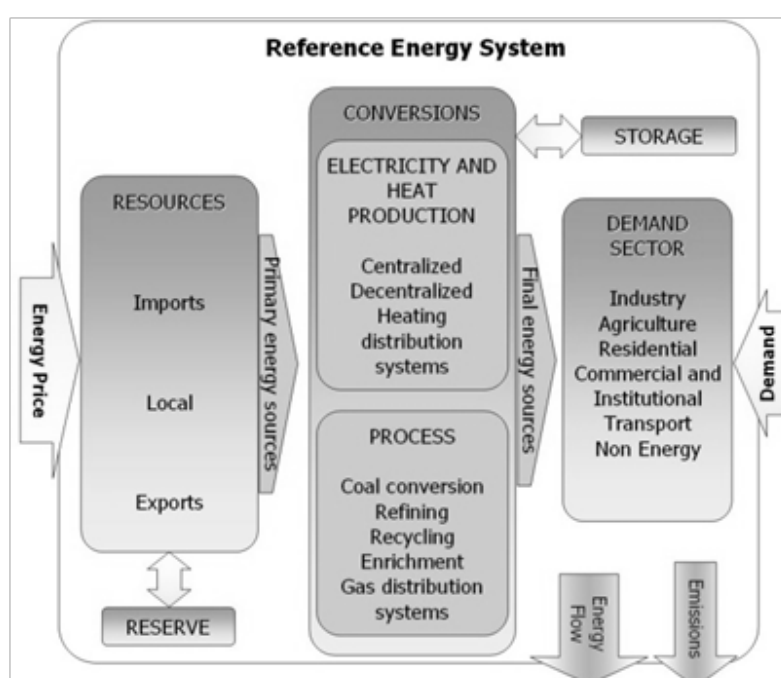 Reference Energy System
Energy Price
RESOURCES
Imports
Local
Exports
RESERVE
Primary energy sources
CONVERSIONS
ELECTRICITY AND
HEAT
PRODUCTION
Centralized
Decentralized
Heating
distribution
systems
PROCESS
Coal conversion
Refining
Recycling
Enrichment
Gas distribution
systems
Final energy sources
STORAGE
DEMAND
SECTOR
Industry
Agriculture
Residential
Commercial and
Institutional
Transport
Non Energy
Demand
Energy
Flow
Emissions